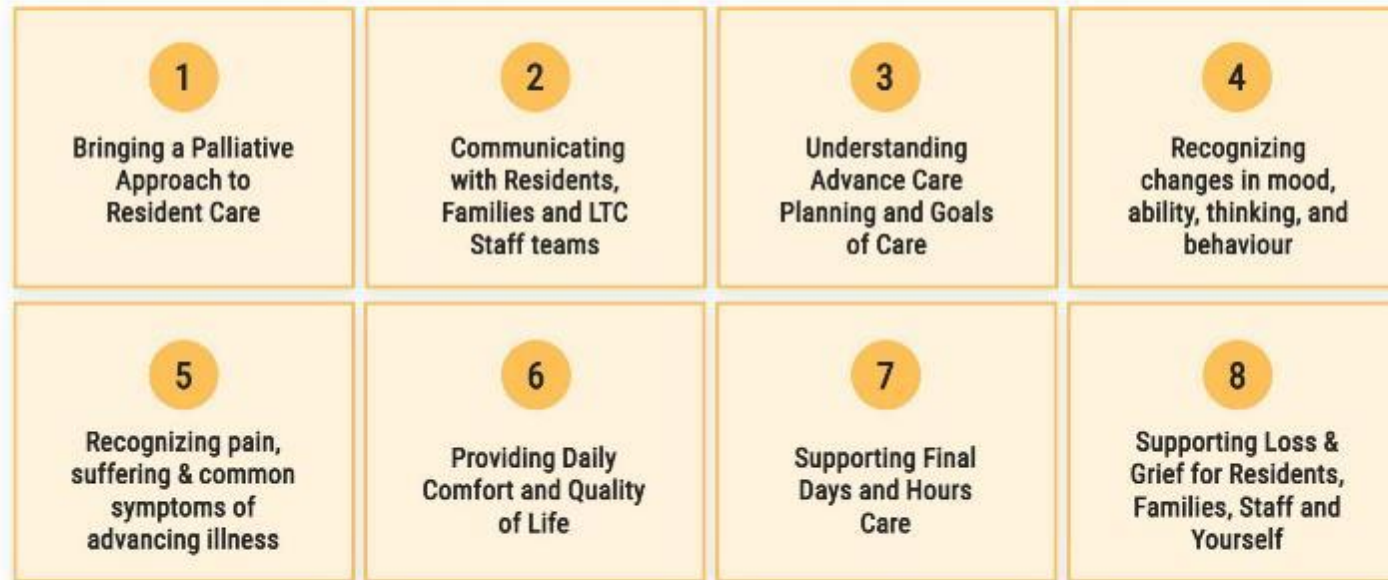 1
Bringing a Palliative
Approach to
Resident Care
2
Communicating
with Residents,
Families and LTC
Staff teams
3
Understanding
Advance Care
Planning and Goals
of Care
4
Recognizing
changes in mood,
ability, thinking, and
behaviour
5
Recognizing pain,
suffering & common
symptoms of
advancing illness
6
Providing Daily
Comfort and Quality
of Life
7
Supporting Final
Days and Hours
Care
8
Supporting Loss &
Grief for Residents,
Families, Staff and
Yourself